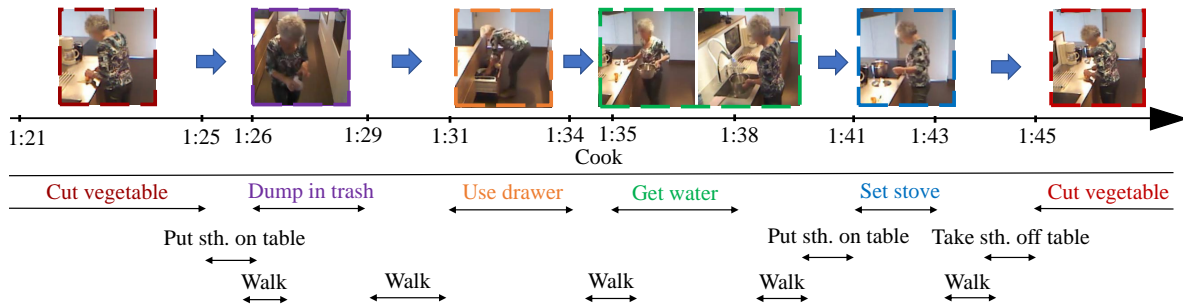 1:21 1:25 1:26 1:29 1:31 1:34 1:35 1:38 1:41 1:43 1:45
Cook
Cut vegetable Dump in trash Use drawer Get water Set stove Cut vegetable
Put sth. on table Put sth. on table Take sth. off table
Walk Walk Walk Walk Walk